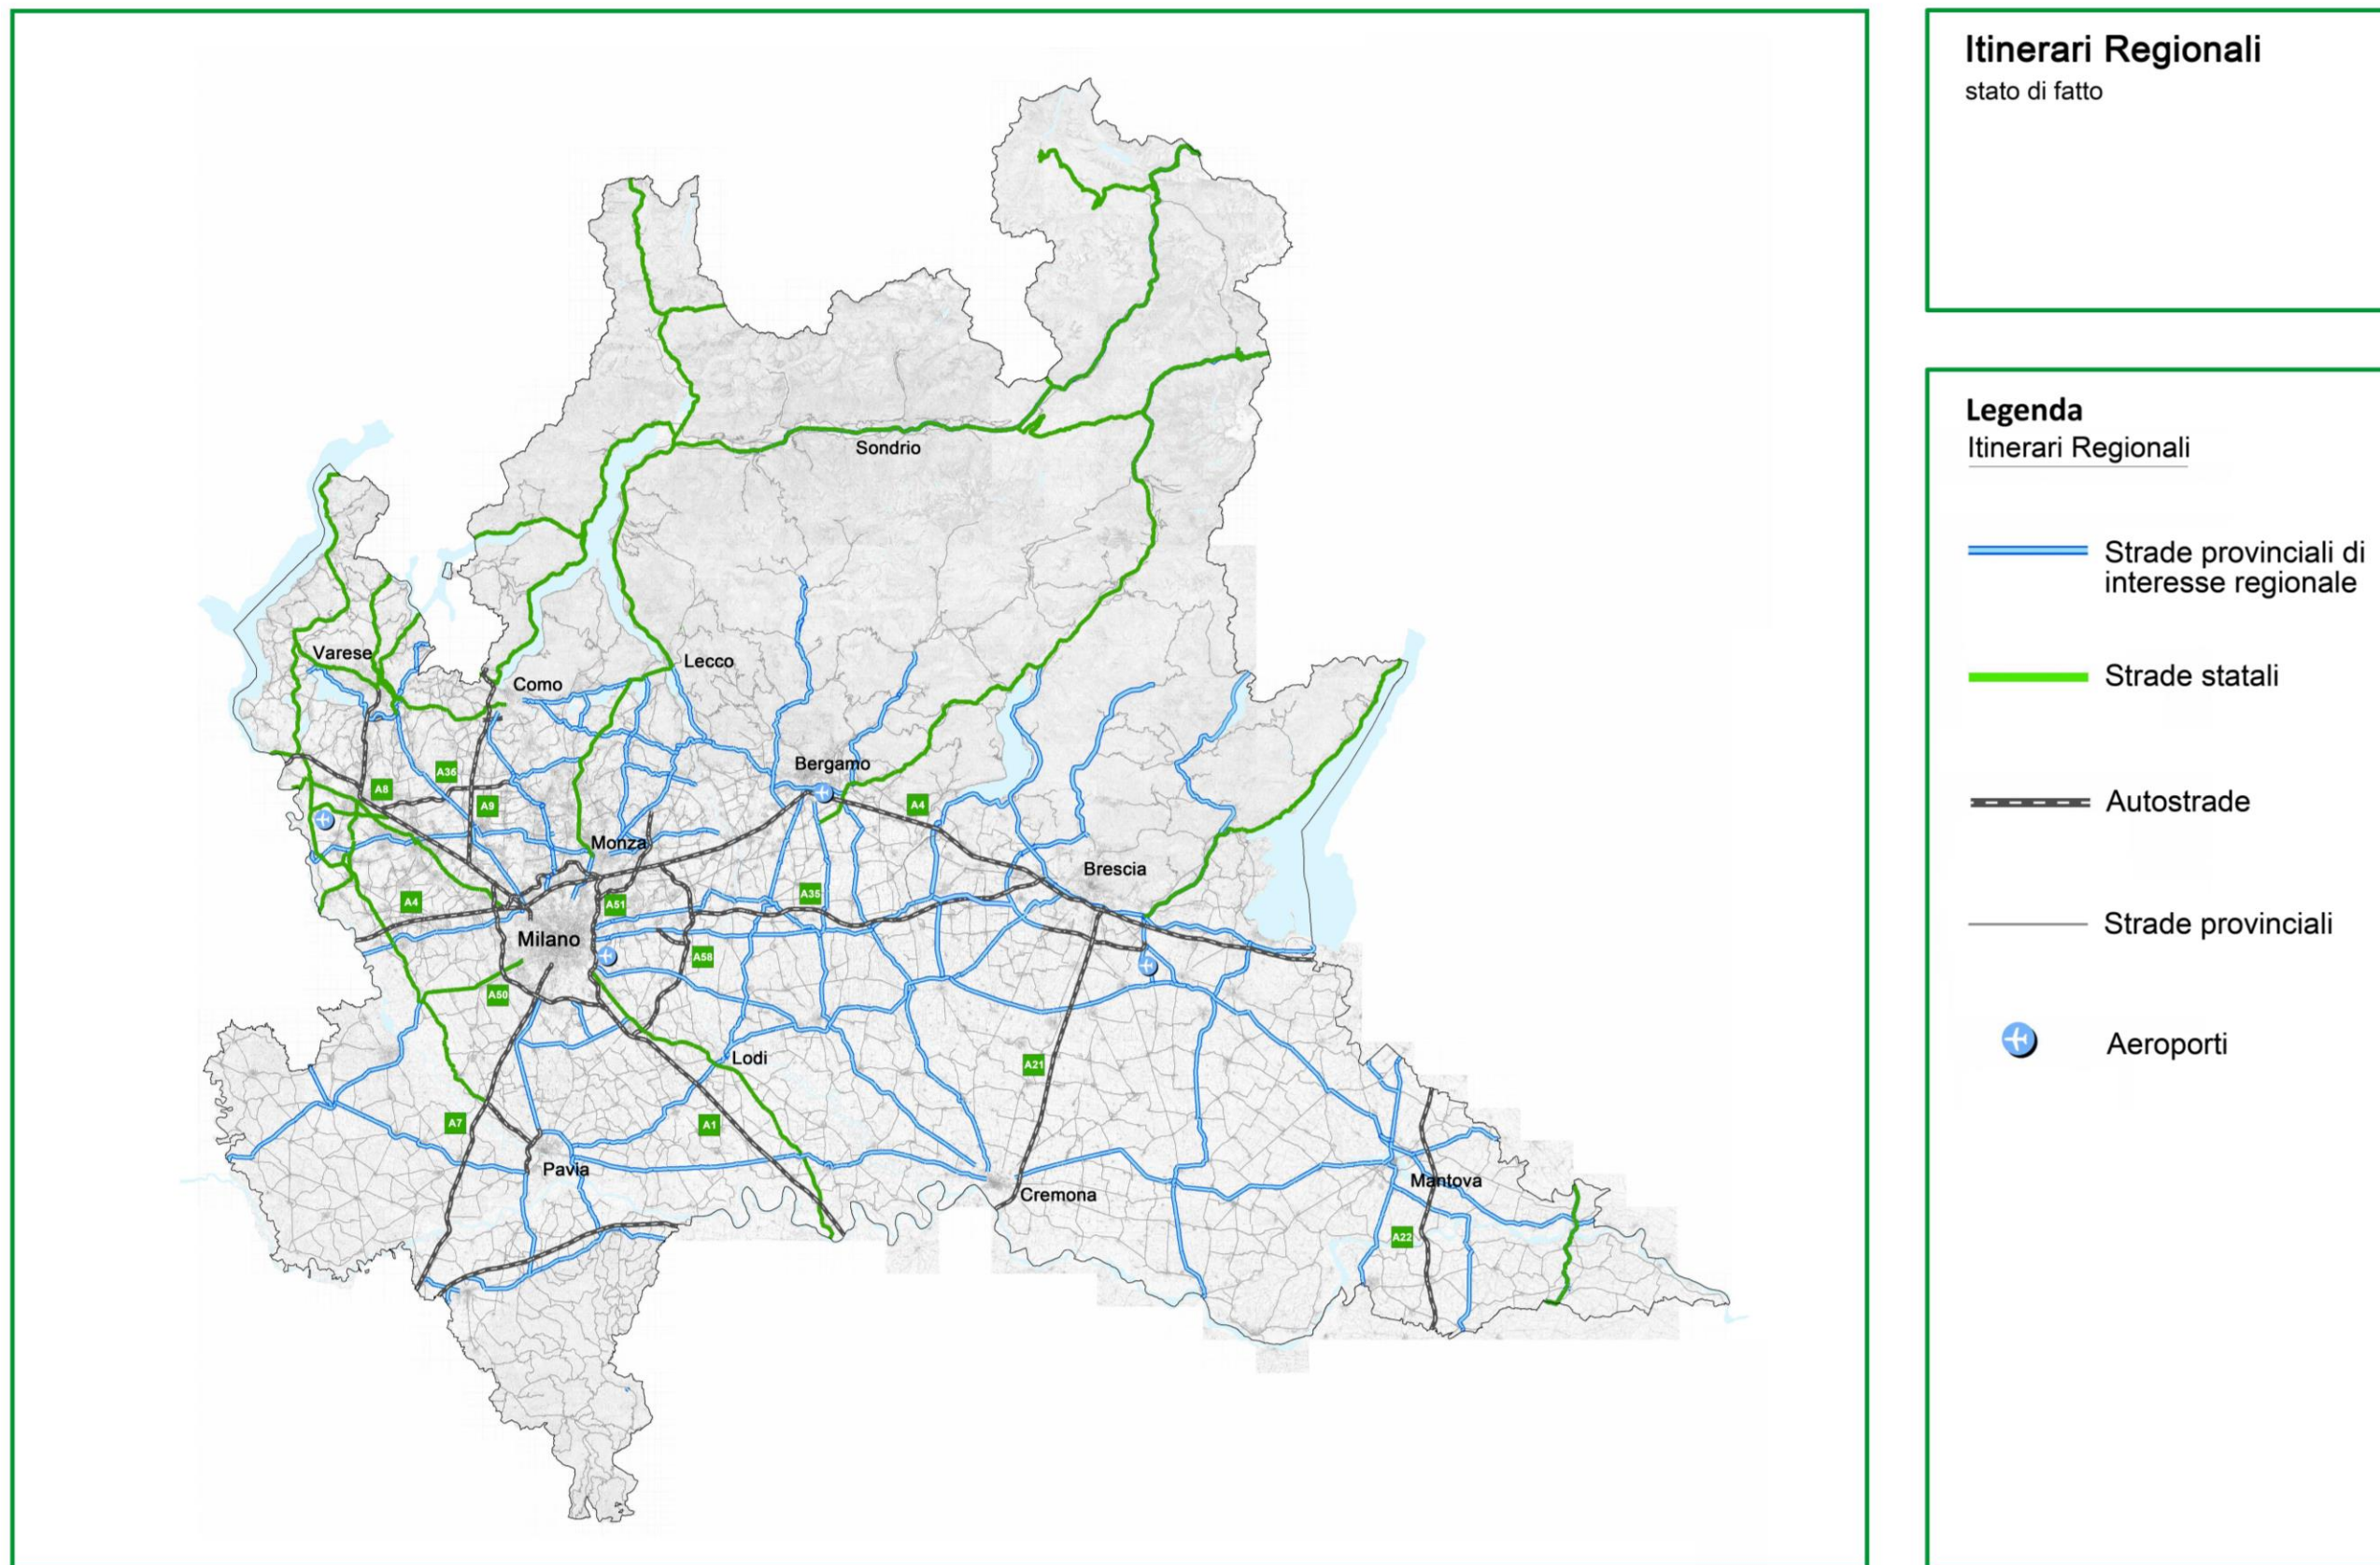 Itinerari Regionali
stato di fatto
Legenda
Itinerari Regionali
Strade provinciali di
interesse regionale
Strade statali
Autostrade
Strade provinciali
Aeroporti
Sondrio
Varese
Lecco
Como
Bergamo
A36
A8
A9
A4
Monza
Brescia
A35
A4
A51
Milano
A58
A50
Lodi
A21
A7
A1
Pavia
Mantova
Cremona
A22